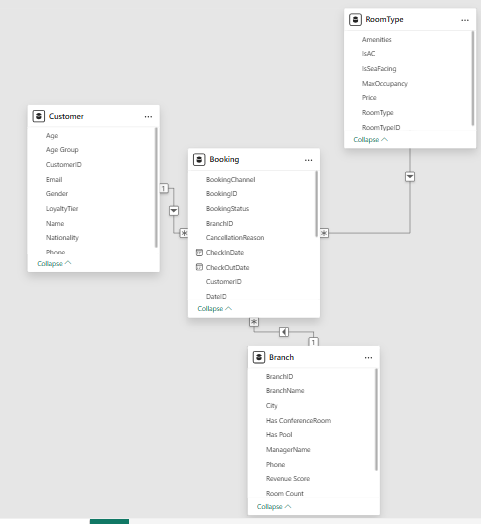 RoomType
Amenities
IsAC
IsSeaFacing
MaxOccupancy
Price
RoomType
RoomTypeID
Collapse
Customer
Age
Age Group
CustomerID
Email
Gender
LoyaltyTier
Name
Nationality
Phone
Collapse
1
*
Booking
BookingChannel
BookingID
BookingStatus
BranchID
CancellationReason
CheckInDate
CheckOutDate
CustomerID
DateID
Collapse
*
*
1
Branch
BranchID
BranchName
City
Has ConferenceRoom
Has Pool
ManagerName
Phone
Revenue Score
Room Count
Collapse